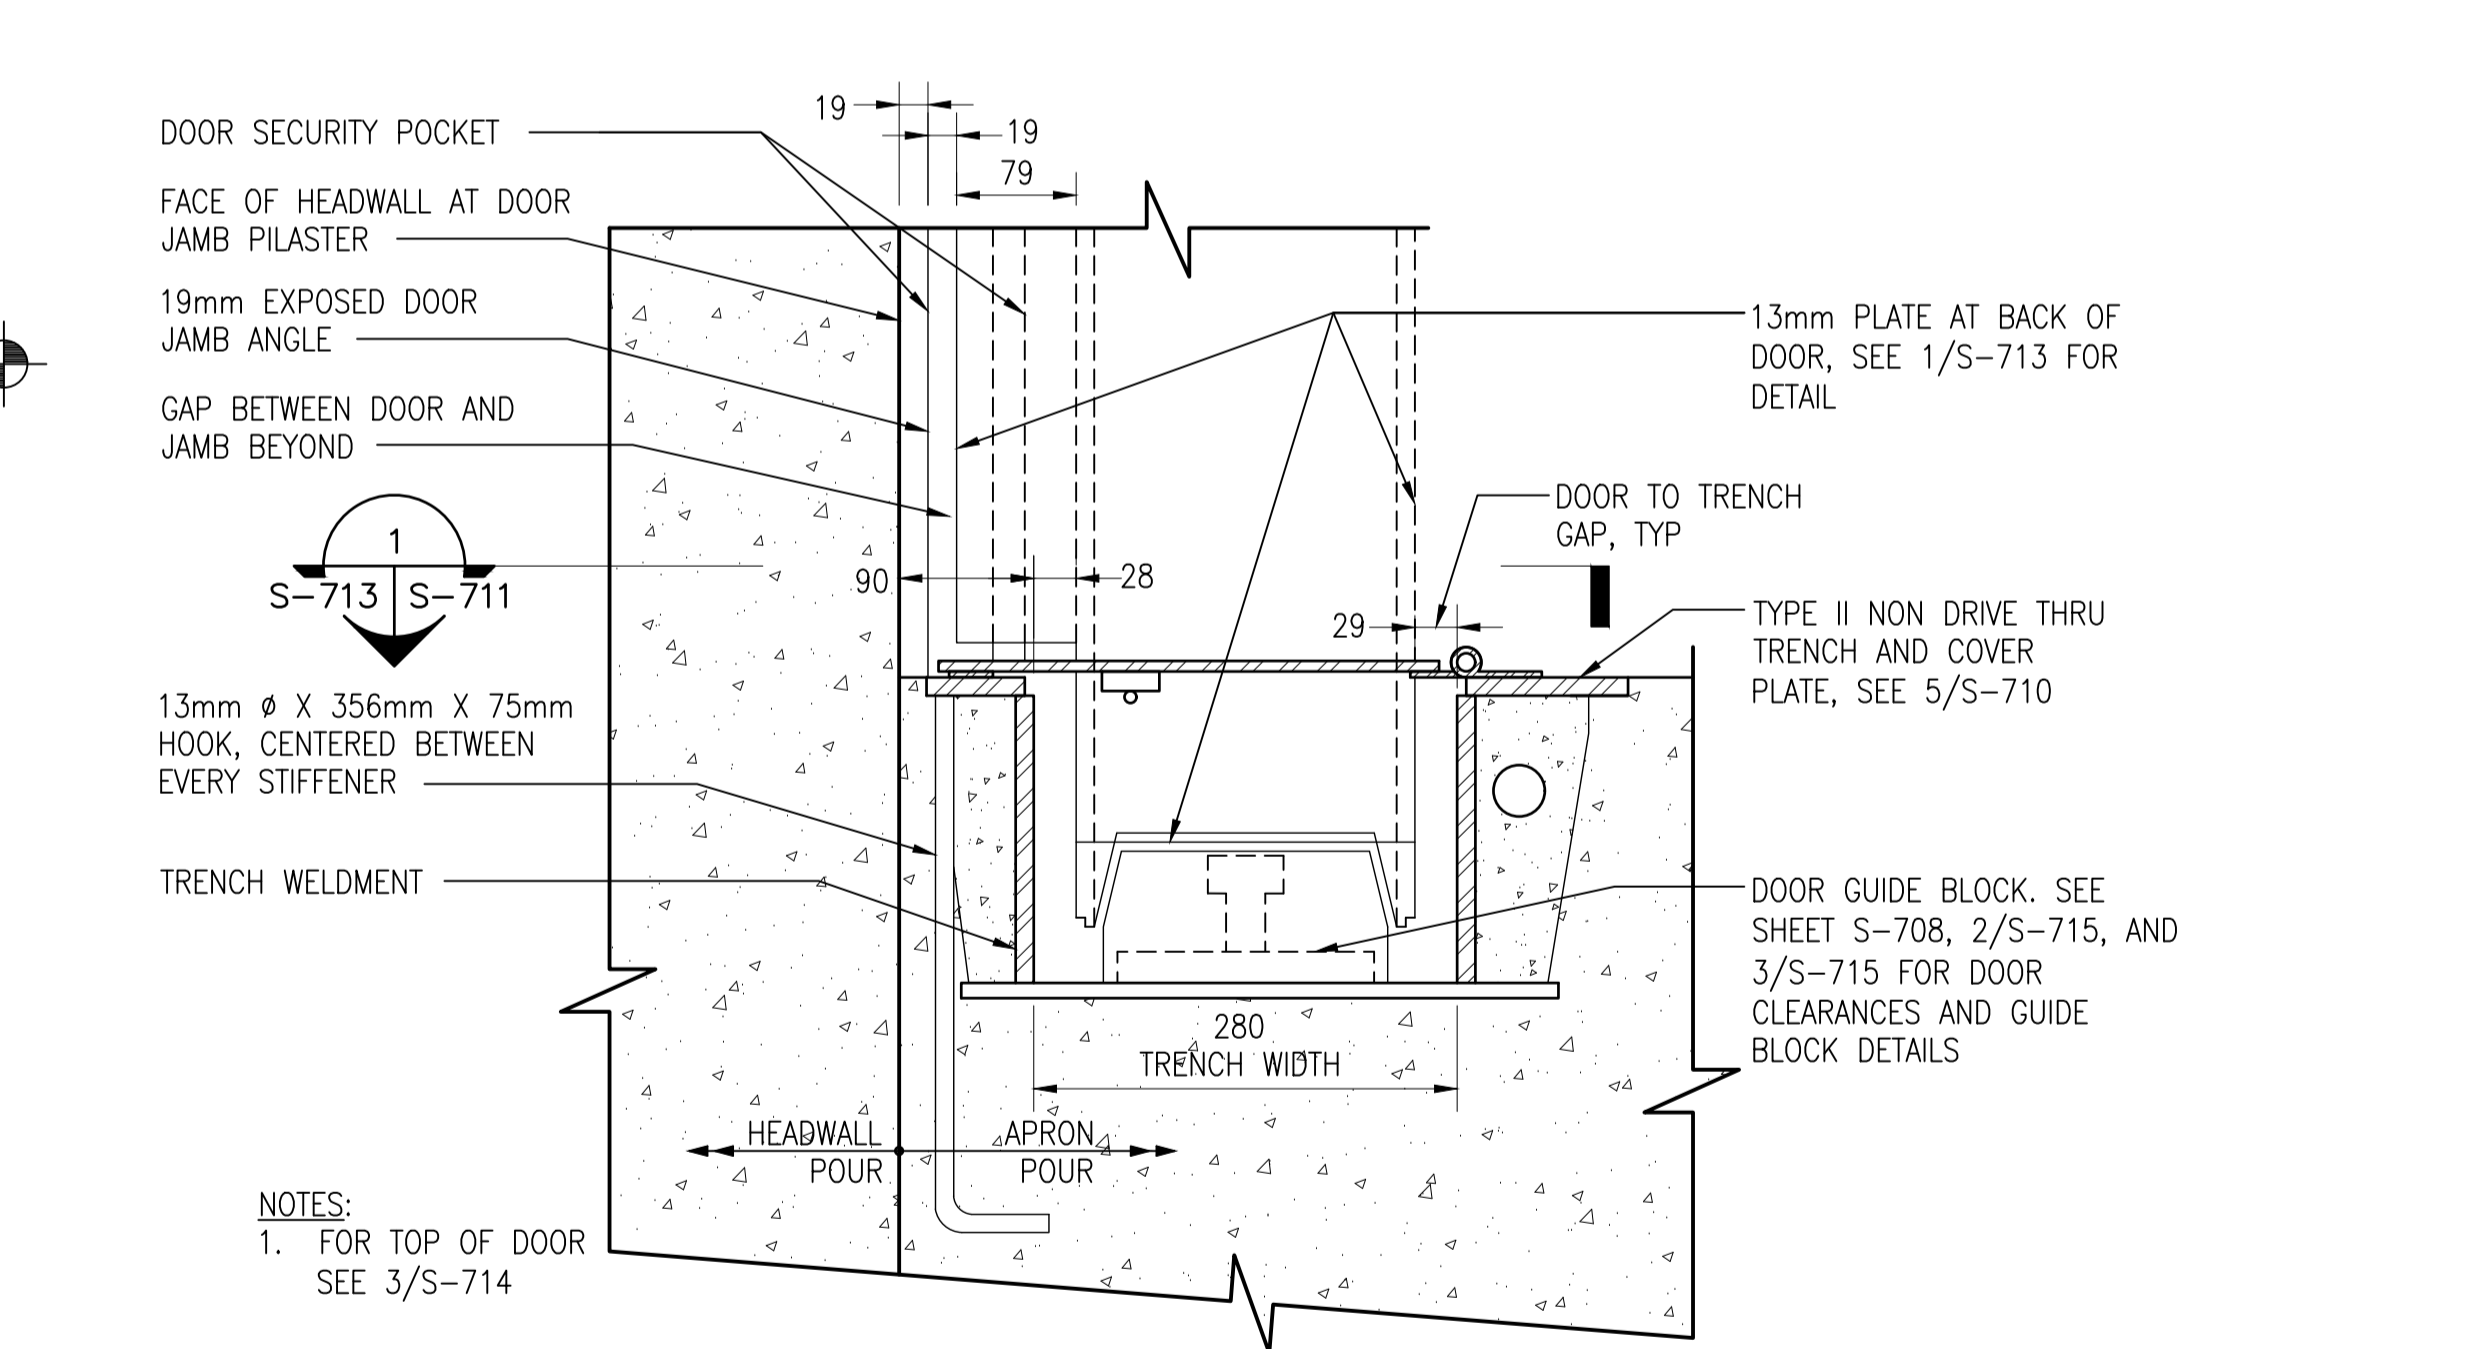 19
19
79
DOOR SECURITY POCKET
FACE OF HEADWALL AT DOOR
JAMB PILASTER
19mm EXPOSED DOOR
JAMB ANGLE
GAP BETWEEN DOOR AND
JAMB BEYOND
1
S-713
S-711
13mm ø X 356mm X 75mm
HOOK, CENTERED BETWEEN
EVERY STIFFENER
TRENCH WELDMENT
90
28
29
13mm PLATE AT BACK OF
DOOR, SEE 1/S-713 FOR
DETAIL
DOOR TO TRENCH
GAP, TYP
TYPE II NON DRIVE THRU
TRENCH AND COVER
PLATE, SEE 5/S-710
DOOR GUIDE BLOCK. SEE
SHEET S-708, 2/S-715, AND
3/S-715 FOR DOOR
CLEARANCES AND GUIDE
BLOCK DETAILS
280
TRENCH WIDTH
HEADWALL
POUR
APRON
POUR
NOTES:
1. FOR TOP OF DOOR
SEE 3/S-714